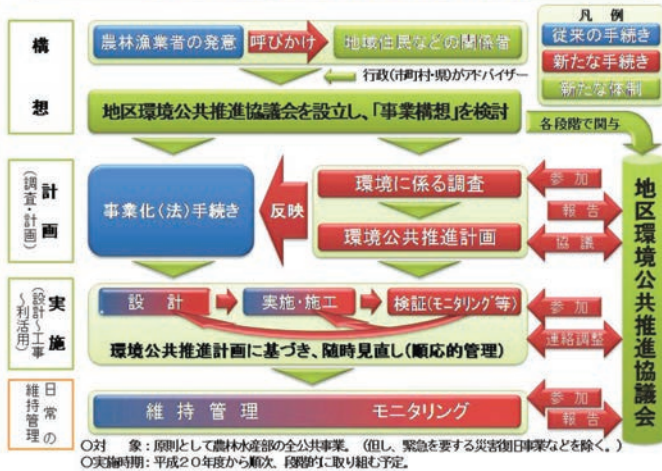 凡 例
従来の手続き
新たな手続き
新たな体制
構想
農林漁業者の発意
呼びかけ
地域住民などの関係者
行政(市町村・県)がアドバイザー
地区環境公共推進協議会を設立し、「事業構想」を検討
各段階で関与
計画
(調査・計画)
事業化(法)手続き
反映
環境に係る調査
環境公共推進計画
参 加
報 告
協 議
地区環境公共推進協議会
実施
(設計~工事~利活用)
設 計
実施・施工
検証(モニタリング等)
参 加
連絡調整
環境公共推進計画に基づき、随時見直し(順応的管理)
日常の維持管理
維持管理 モニタリング
参 加
報告
○対 象:原則として農林水産部の全公共事業。(但し、緊急を要する災害復旧事業などを除く。)
○実施時期:平成20年度から順次、段階的に取り組む予定。